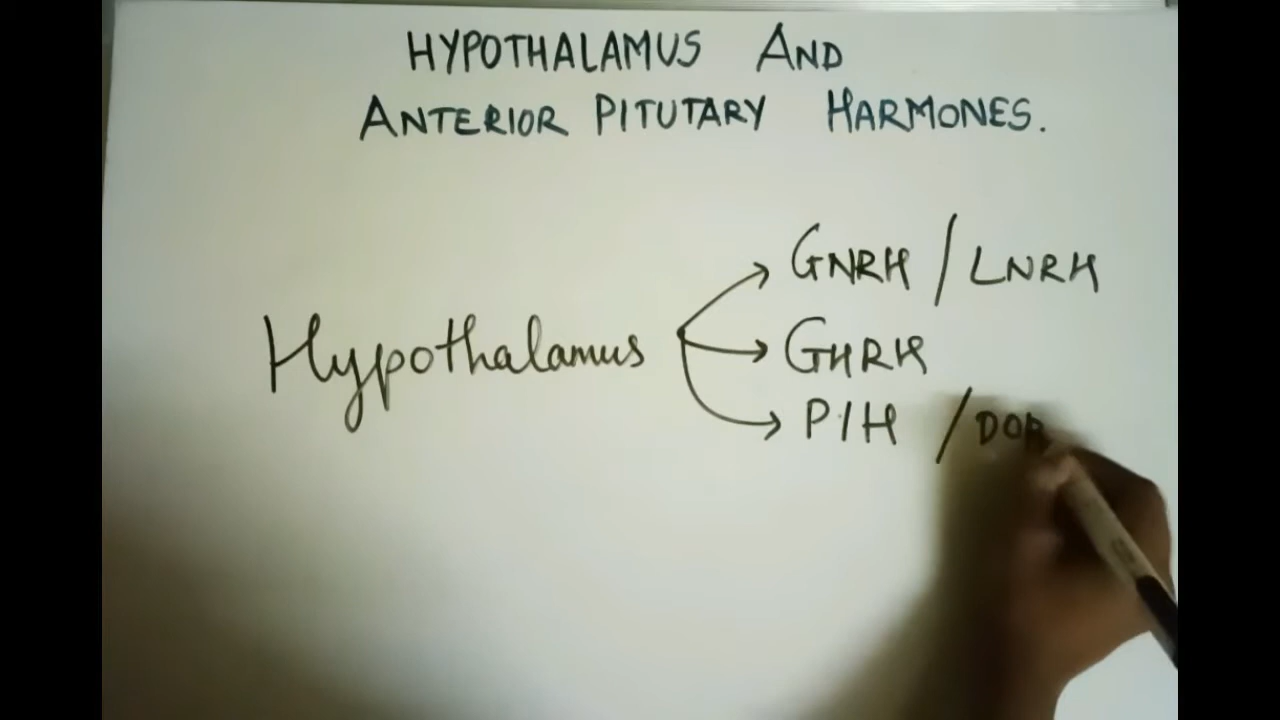 HYPOTHALAMUS AND
ANTERIOR PITUTARY HARMONES.
GNRH / LNRH
Hypothalamus GHRH
PIH / DOP